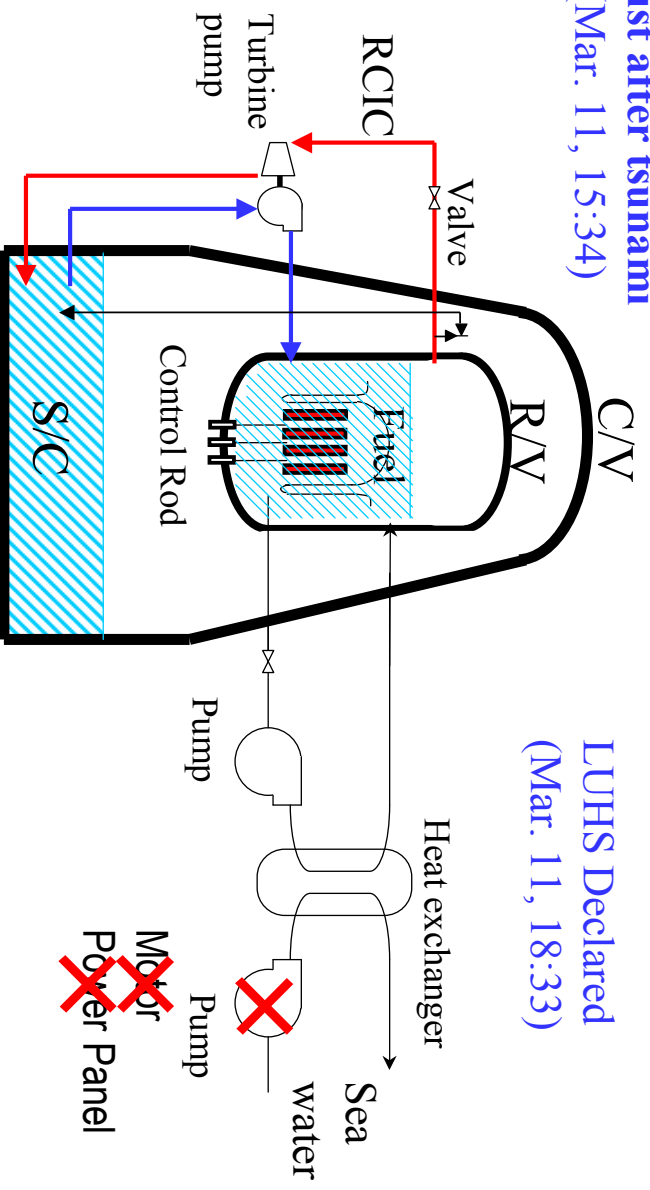 ust after tsunami
(Mar. 11, 15:34)
LUHS Declared
(Mar. 11, 18:33)
C/V
R/V
RCIC
Valve
Turbine
pump
Fuel
Control Rod
S/C
Heat exchanger
Pump
Pump
Sea
water
Motor
Power Panel